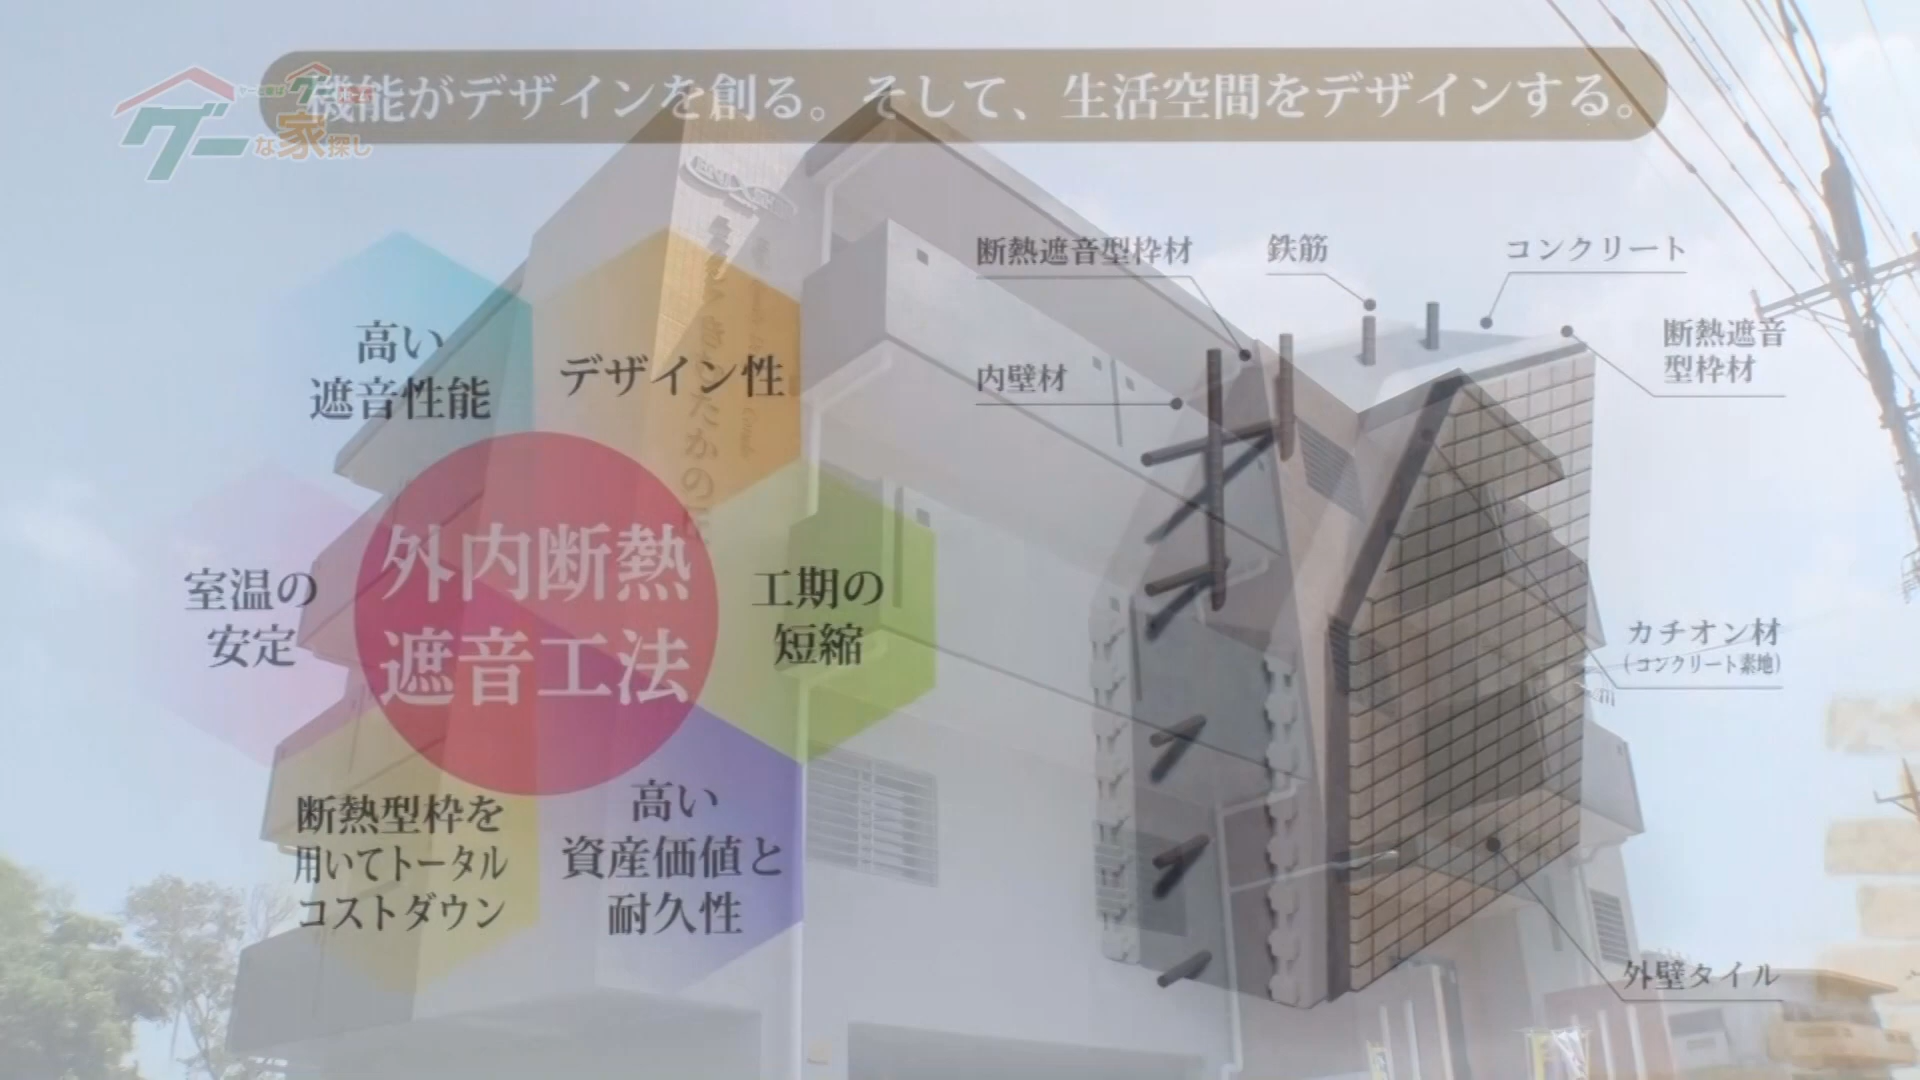 機能がデザインを創る。そして、生活空間をデザインする。
グーな家探し
高い
遮音性能
デザイン性
外内断熱
遮音工法
室温の
安定
工期の
短縮
断熱型枠を
用いてトータル
コストダウン
高い
資産価値と
耐久性
断熱遮音型枠材
鉄筋
コンクリート
内壁材
断熱遮音
型枠材
カチオン材
(コンクリート素地)
外壁タイル